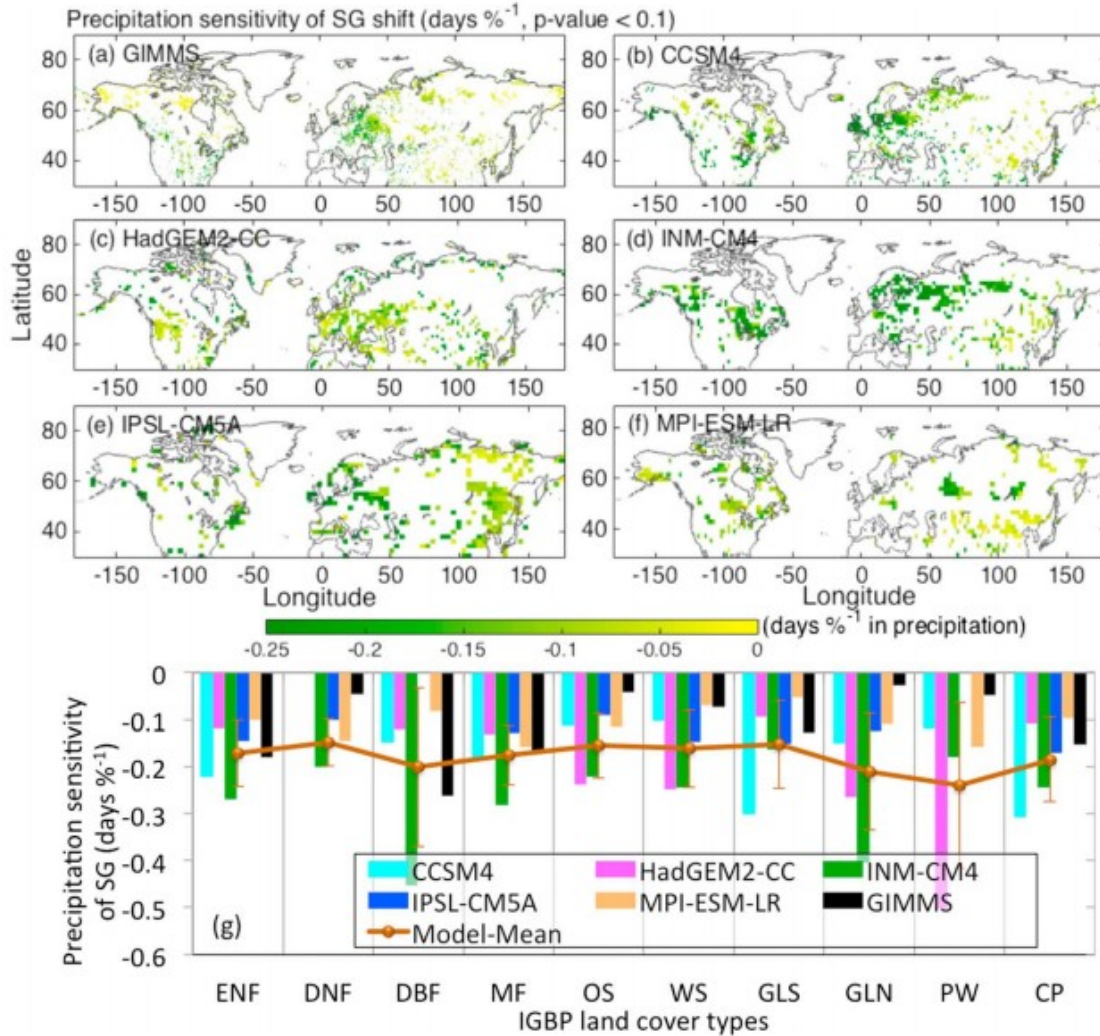 Precipitation sensitivity of SG shift (days %⁻¹, p-value < 0.1)
(a) GIMMS
(b) CCSM4
80
60
40
80
60
40
-150 -100 -50 0 50 100 150
-150 -100 -50 0 50 100 150
(c) HadGEM2-CC
(d) INM-CM4
Latitude
80
60
40
80
60
40
-150 -100 -50 0 50 100 150
-150 -100 -50 0 50 100 150
(e) IPSL-CM5A
(f) MPI-ESM-LR
80
60
40
80
60
40
-150 -100 -50 0 50 100 150
-150 -100 -50 0 50 100 150
Longitude
Longitude
-0.25 -0.2 -0.15 -0.1 -0.05 0
(days %⁻¹ in precipitation)
Precipitation sensitivity
of SG (days %⁻¹)
0
-0.1
-0.2
-0.3
-0.4
-0.5
-0.6
(g)
CCSM4 HadGEM2-CC INM-CM4
IPSL-CM5A MPI-ESM-LR GIMMS
Model-Mean
ENF DNF DBF MF OS WS GLS GLN PW CP
IGBP land cover types